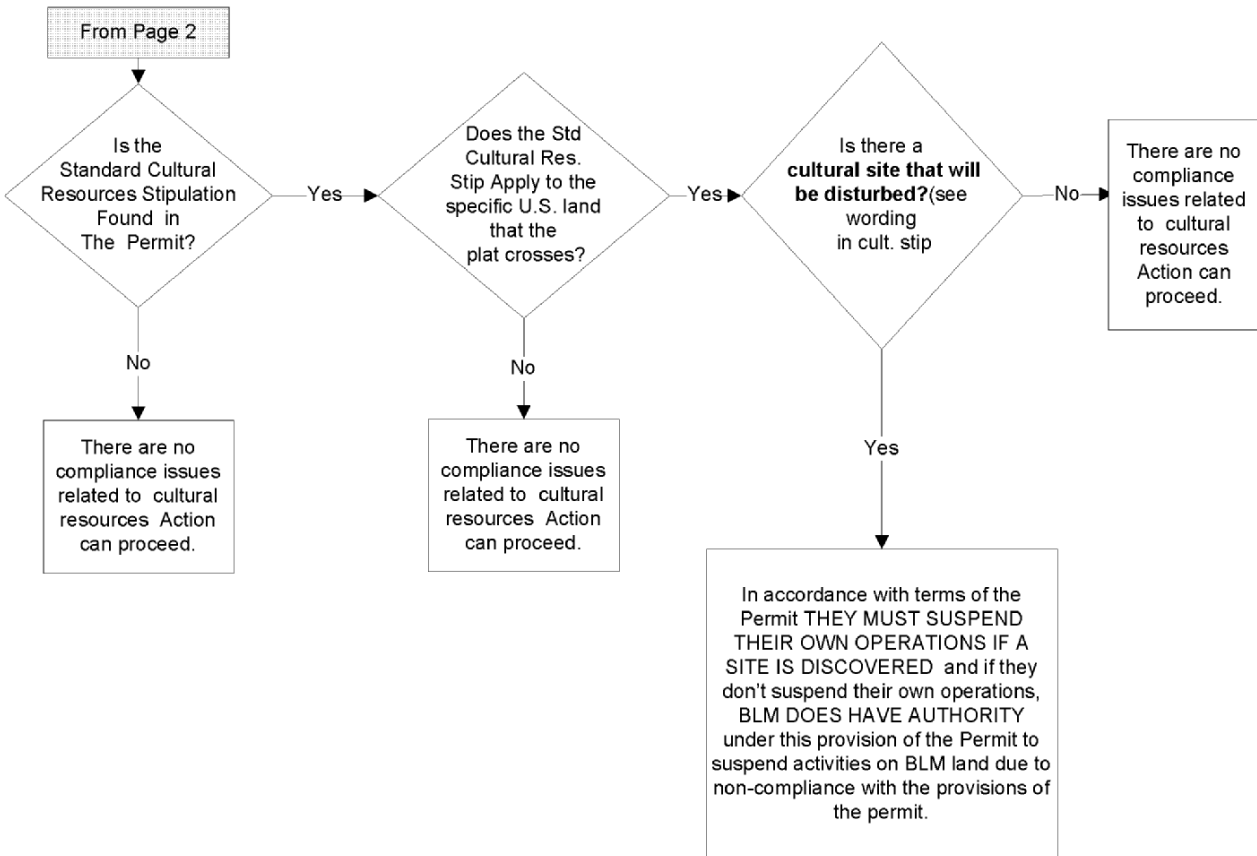 From Page 2
Is the
Standard Cultural
Resources Stipulation
Found in
The Permit?
Yes
No
There are no
compliance issues
related to cultural
resources Action
can proceed.
Does the Std
Cultural Res.
Stip Apply to the
specific U.S. land
that the
plat crosses?
Yes
No
There are no
compliance issues
related to cultural
resources Action
can proceed.
Is there a
cultural site that will
be disturbed?(see
wording
in cult. stip
No
There are no
compliance
issues related
to cultural
resources
Action can
proceed.
Yes
In accordance with terms of the
Permit THEY MUST SUSPEND
THEIR OWN OPERATIONS IF A
SITE IS DISCOVERED and if they
don't suspend their own operations,
BLM DOES HAVE AUTHORITY
under this provision of the Permit to
suspend activities on BLM land due to
non-compliance with the provisions of
the permit.